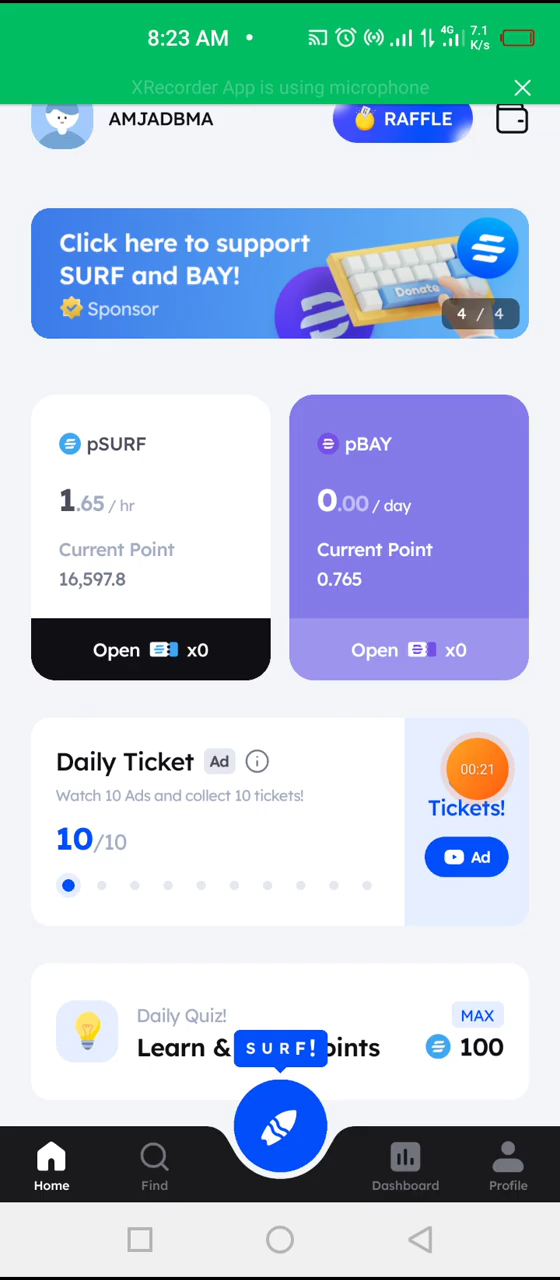 8:23 AM
4G
7.1
K/s
XRecorder App is using microphone
AMJADBMA
RAFFLE
Click here to support
SURF and BAY!
Sponsor
Donate
4 / 4
pSURF
1.65 / hr
Current Point
16,597.8
Open x0
pBAY
0.00 / day
Current Point
0.765
Open x0
Daily Ticket Ad
Watch 10 Ads and collect 10 tickets!
10/10
00:21
Tickets!
Ad
Daily Quiz!
Learn & oints
MAX
100
SURF!
Home
Find
Dashboard
Profile